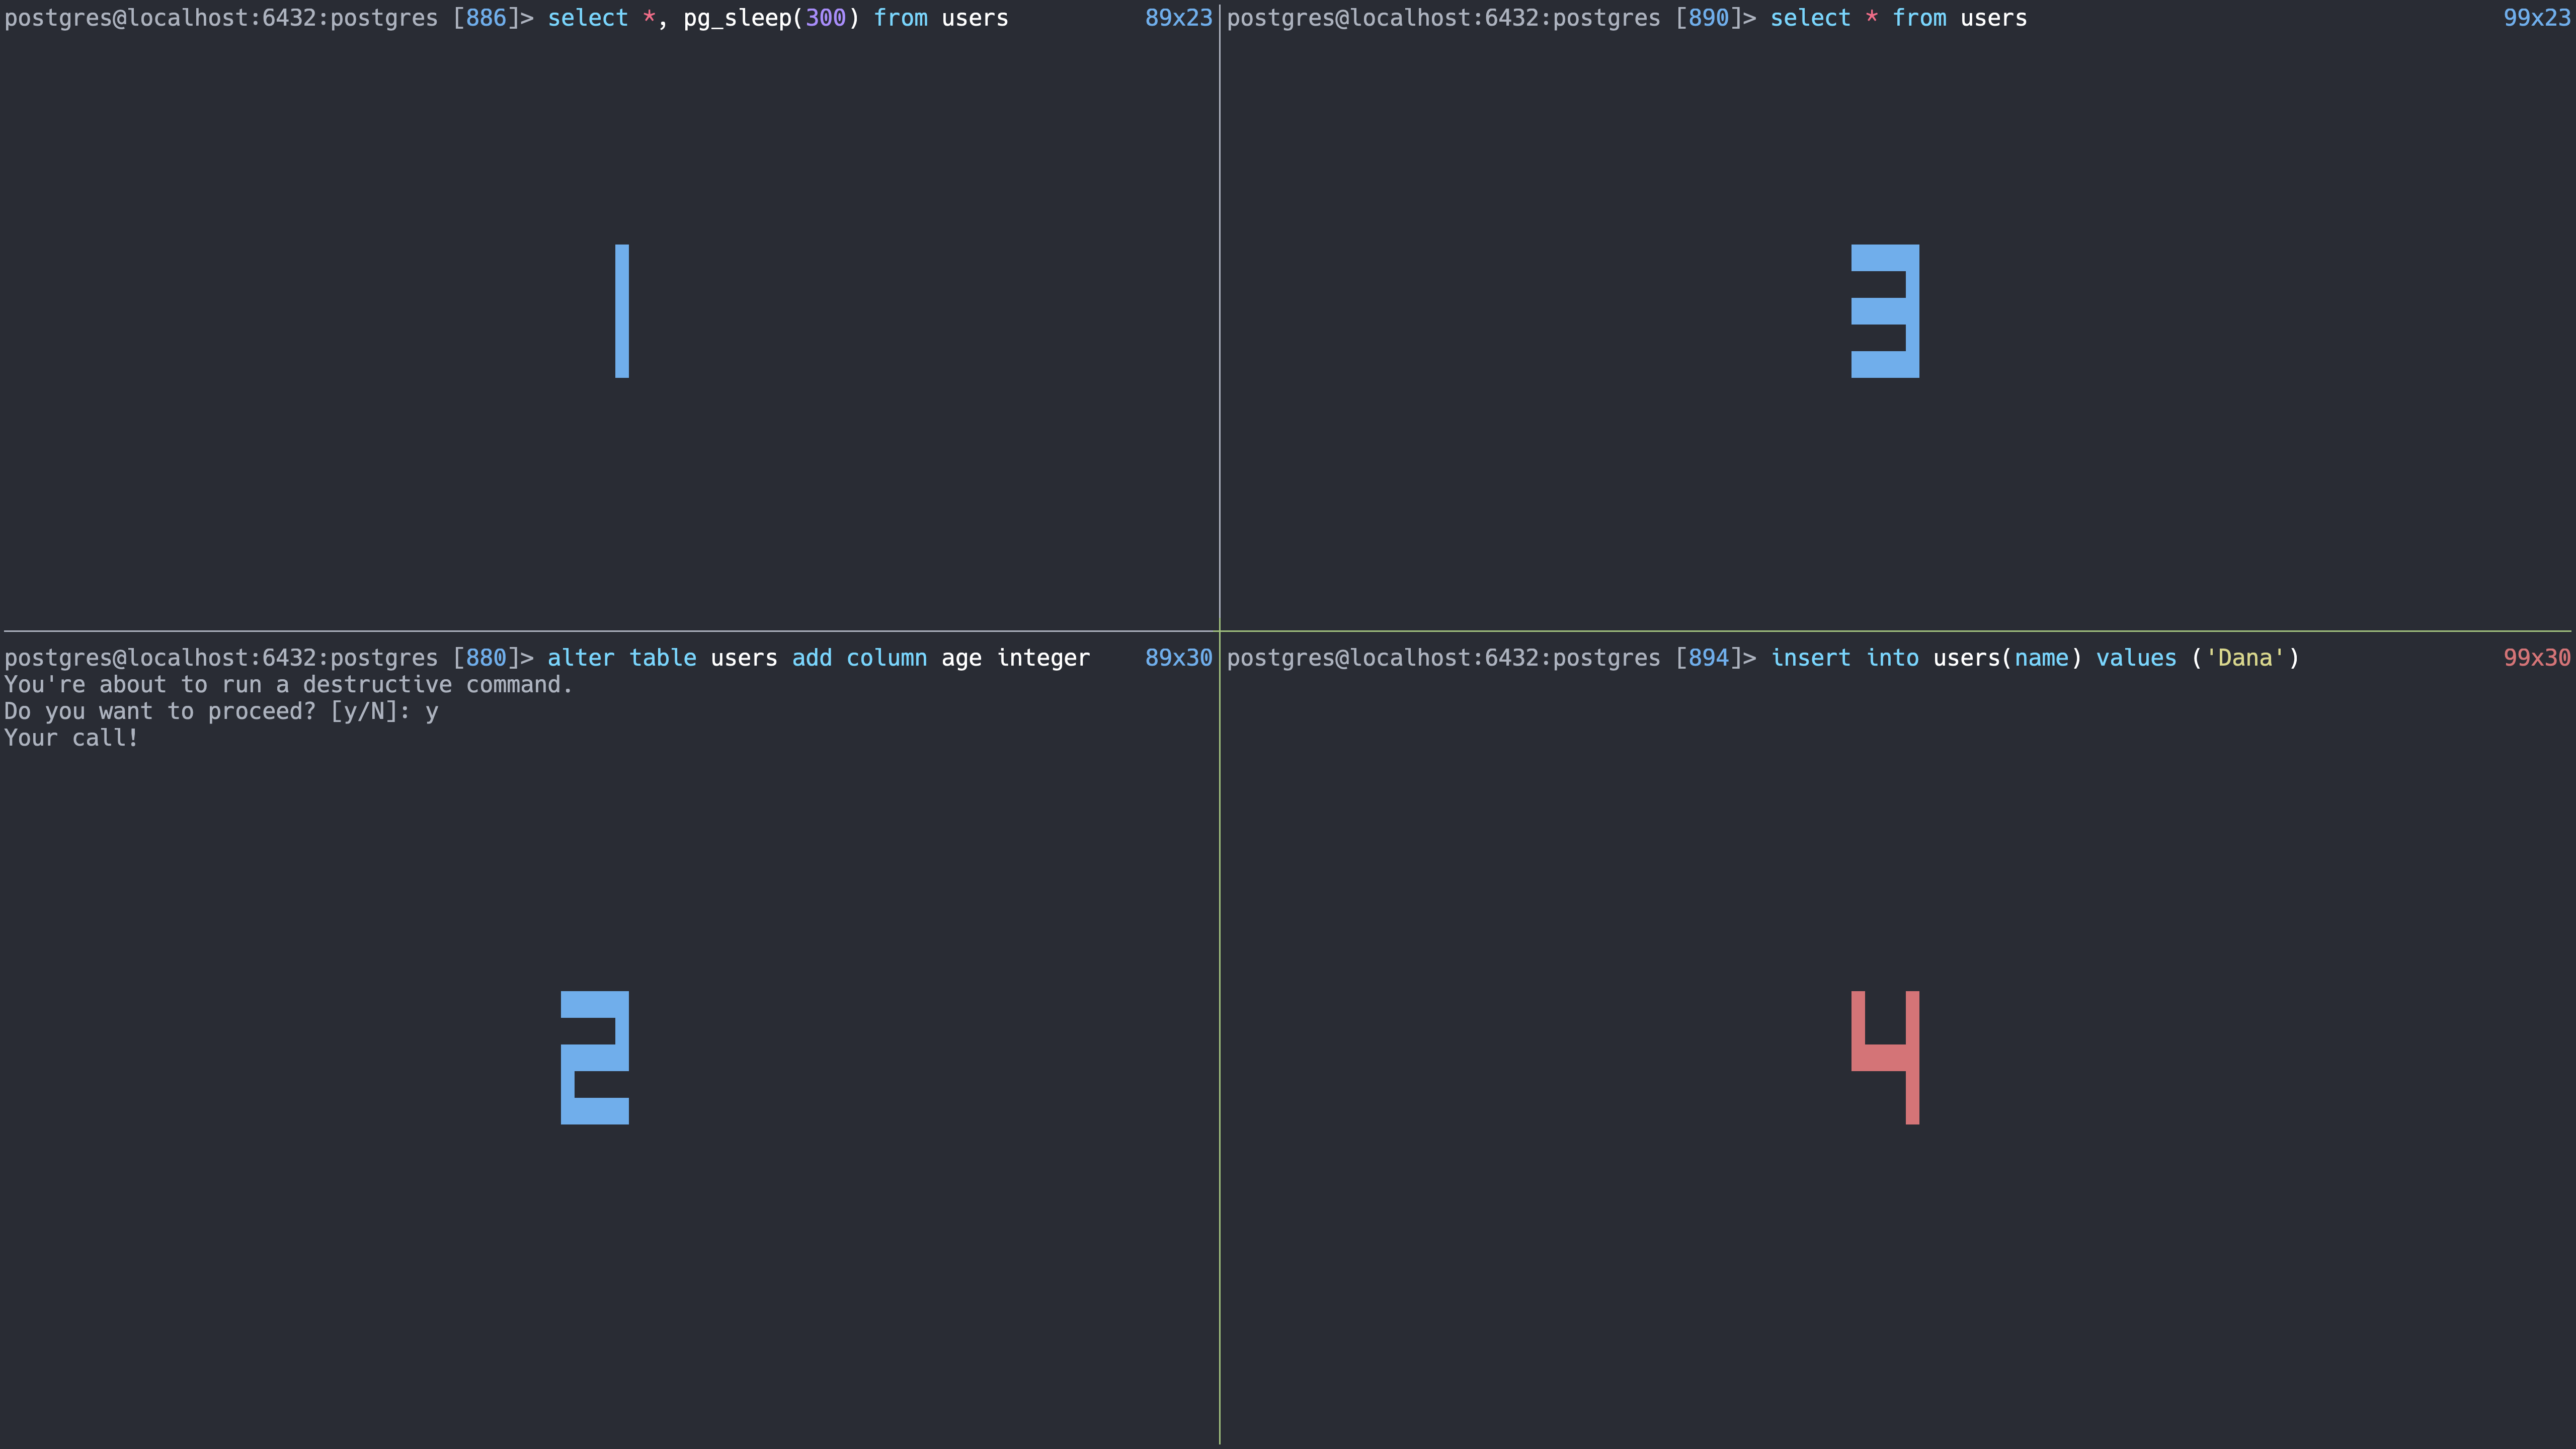 postgres@localhost:6432:postgres [886]> select *, pg_sleep(300) from users 89x23
1
postgres@localhost:6432:postgres [890]> select * from users 99x23
3
postgres@localhost:6432:postgres [880]> alter table users add column age integer 89x30
You're about to run a destructive command.
Do you want to proceed? [y/N]: y
Your call!
2
postgres@localhost:6432:postgres [894]> insert into users(name) values ('Dana') 99x30
4